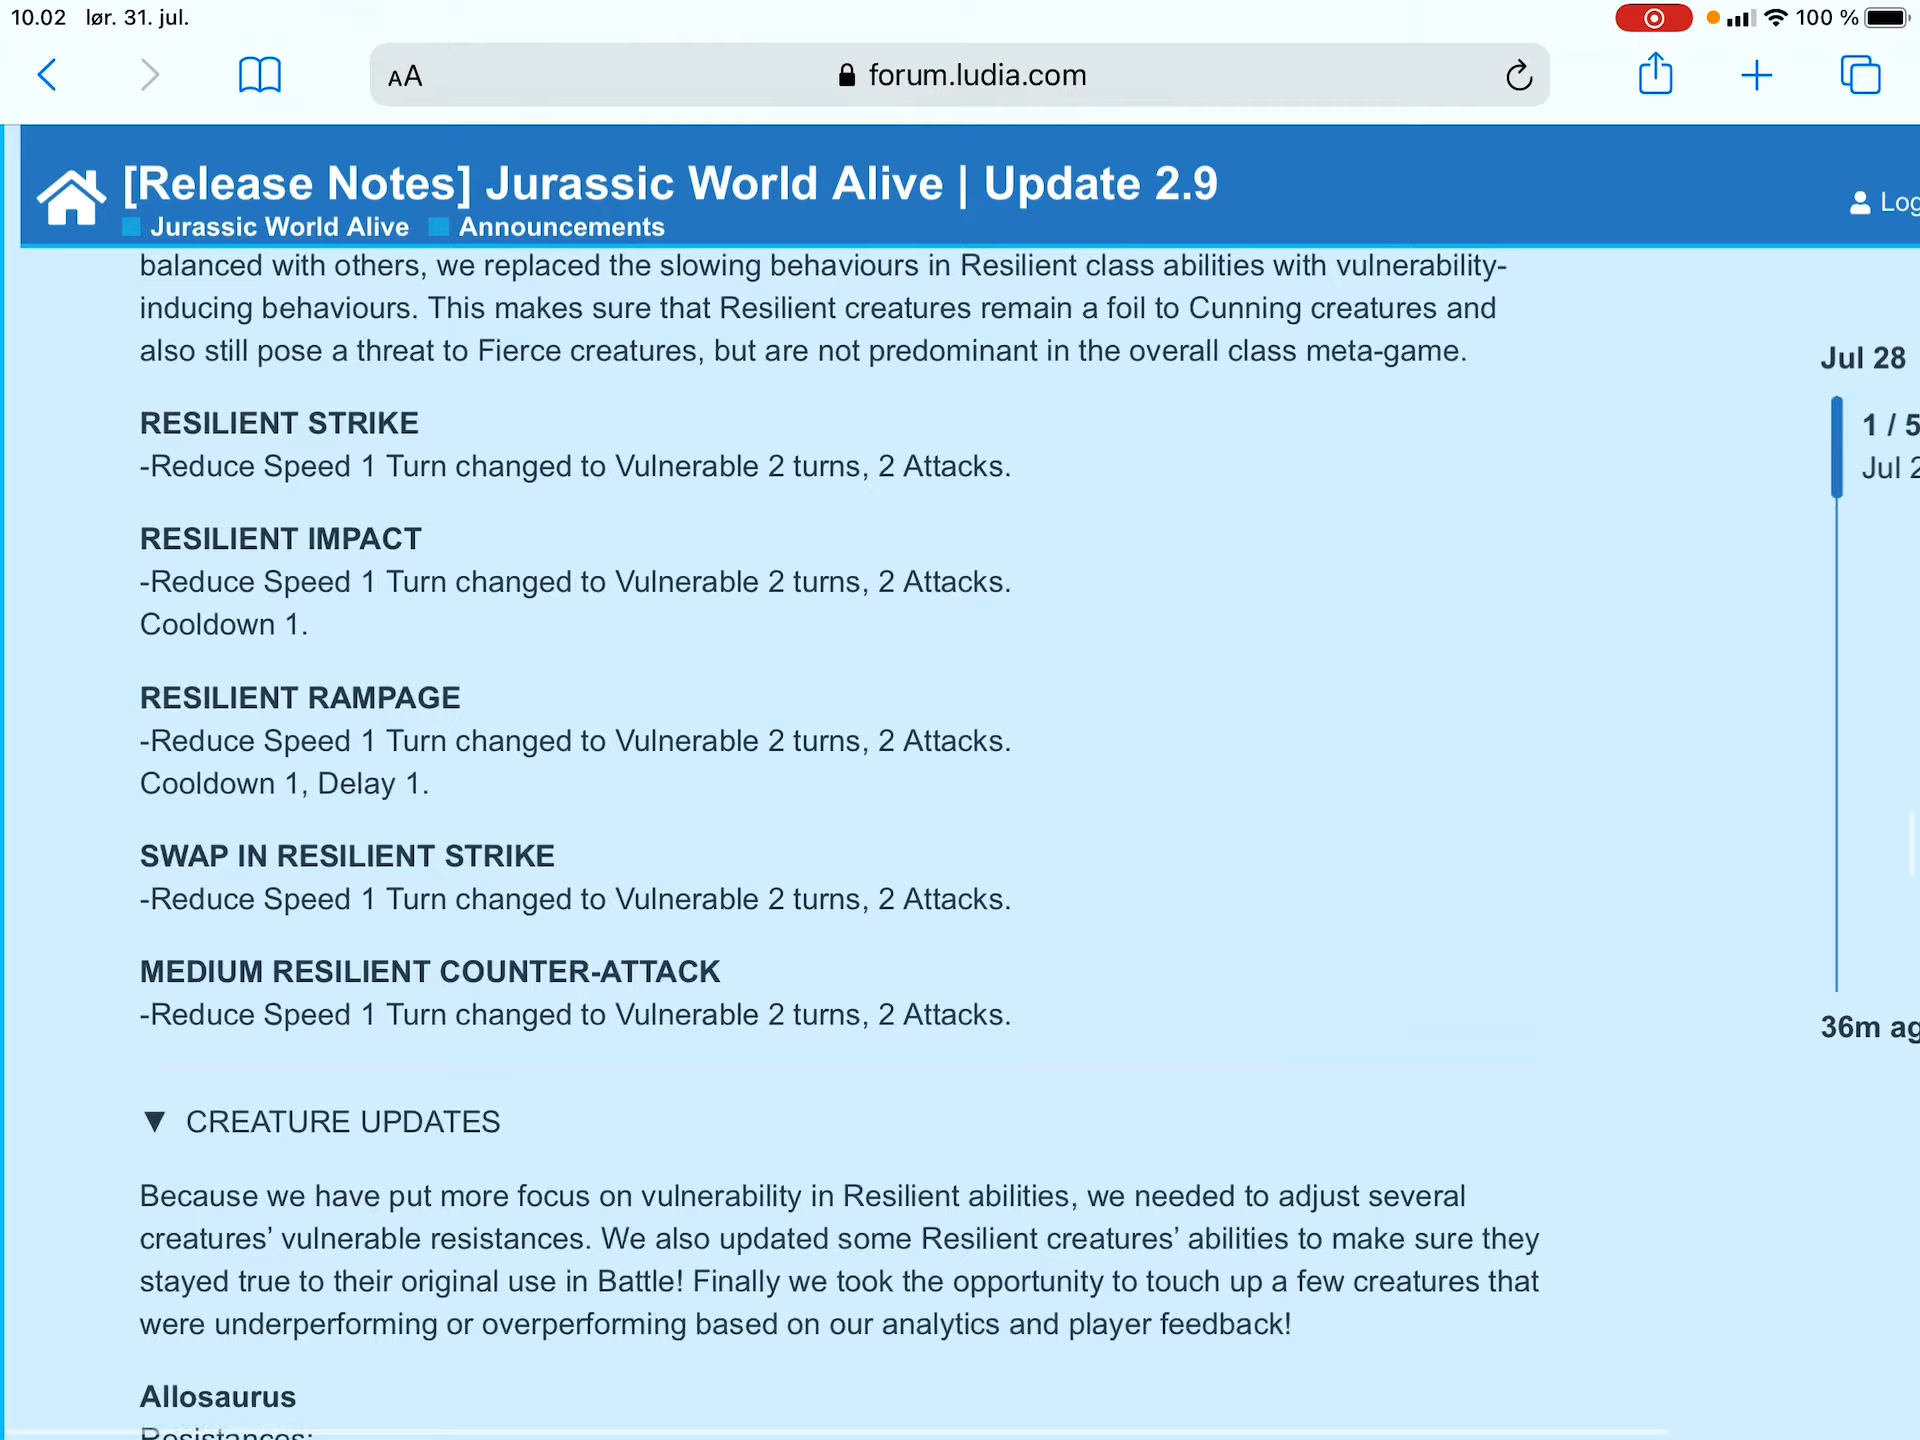 10.02 lør. 31. jul.
100 %
AA
forum.ludia.com
[Release Notes] Jurassic World Alive | Update 2.9
Jurassic World Alive Announcements
Log
balanced with others, we replaced the slowing behaviours in Resilient class abilities with vulnerability-
inducing behaviours. This makes sure that Resilient creatures remain a foil to Cunning creatures and
also still pose a threat to Fierce creatures, but are not predominant in the overall class meta-game.
RESILIENT STRIKE
-Reduce Speed 1 Turn changed to Vulnerable 2 turns, 2 Attacks.
RESILIENT IMPACT
-Reduce Speed 1 Turn changed to Vulnerable 2 turns, 2 Attacks.
Cooldown 1.
RESILIENT RAMPAGE
-Reduce Speed 1 Turn changed to Vulnerable 2 turns, 2 Attacks.
Cooldown 1, Delay 1.
SWAP IN RESILIENT STRIKE
-Reduce Speed 1 Turn changed to Vulnerable 2 turns, 2 Attacks.
MEDIUM RESILIENT COUNTER-ATTACK
-Reduce Speed 1 Turn changed to Vulnerable 2 turns, 2 Attacks.
▼ CREATURE UPDATES
Because we have put more focus on vulnerability in Resilient abilities, we needed to adjust several
creatures’ vulnerable resistances. We also updated some Resilient creatures’ abilities to make sure they
stayed true to their original use in Battle! Finally we took the opportunity to touch up a few creatures that
were underperforming or overperforming based on our analytics and player feedback!
Allosaurus
Resistances:
Jul 28
1 / 5
Jul 2
36m ag